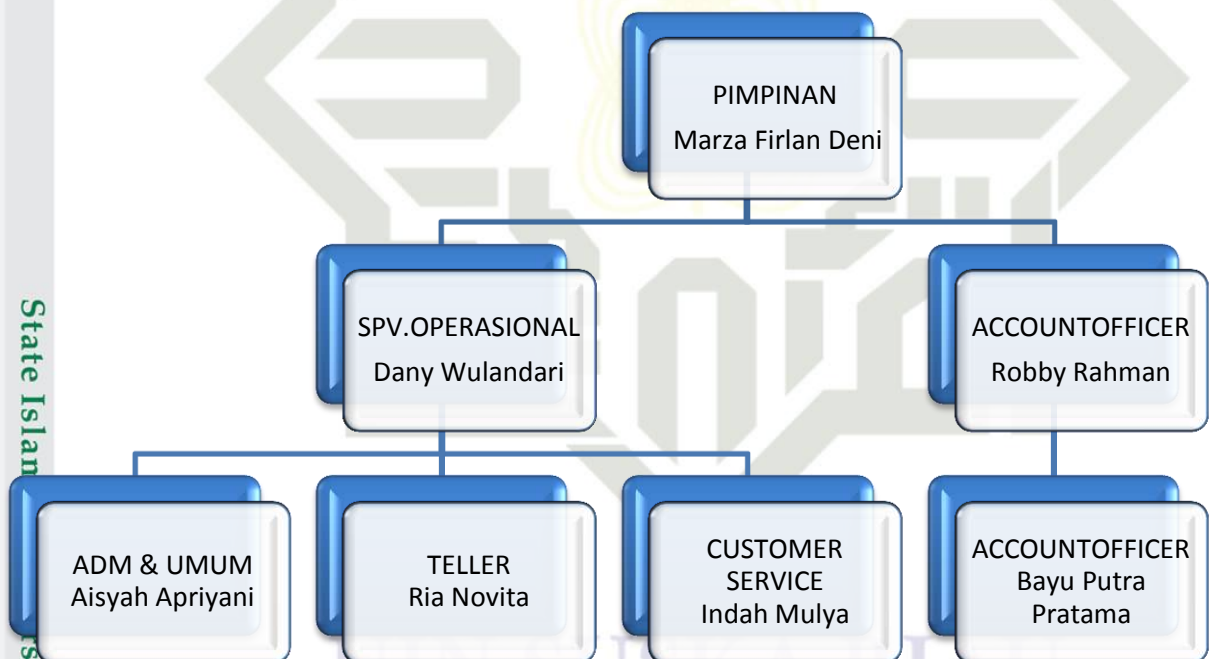 PIMPINAN
Marza Firlan Deni
SPV.OPERASIONAL
Dany Wulandari
ACCOUNTOFFICER
Robby Rahman
ADM & UMUM
Aisyah Apriyani
TELLER
Ria Novita
CUSTOMER
SERVICE
Indah Mulya
ACCOUNTOFFICER
Bayu Putra
Pratama
State Islam